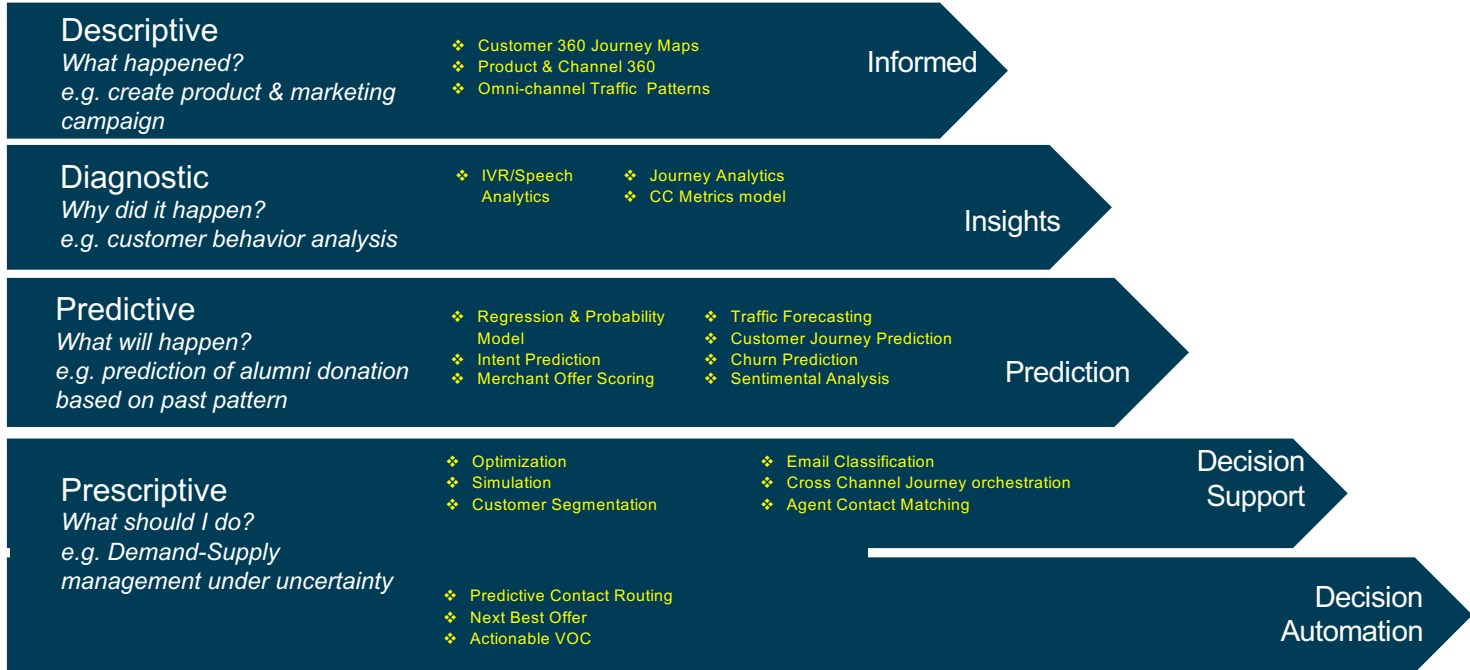 Descriptive
What happened?
e.g. create product & marketing
campaign
❖ Customer 360 Journey Maps
❖ Product & Channel 360
❖ Omni-channel Traffic Patterns
Informed
Diagnostic
Why did it happen?
e.g. customer behavior analysis
❖ IVR/Speech
Analytics
❖ Journey Analytics
❖ CC Metrics model
Insights
Predictive
What will happen?
e.g. prediction of alumni donation
based on past pattern
❖ Regression & Probability
Model
❖ Intent Prediction
❖ Merchant Offer Scoring
❖ Traffic Forecasting
❖ Customer Journey Prediction
❖ Churn Prediction
❖ Sentimental Analysis
Prediction
Prescriptive
What should I do?
e.g. Demand-Supply
management under uncertainty
❖ Optimization
❖ Simulation
❖ Customer Segmentation
❖ Email Classification
❖ Cross Channel Journey orchestration
❖ Agent Contact Matching
Decision
Support
❖ Predictive Contact Routing
❖ Next Best Offer
❖ Actionable VOC
Decision
Automation